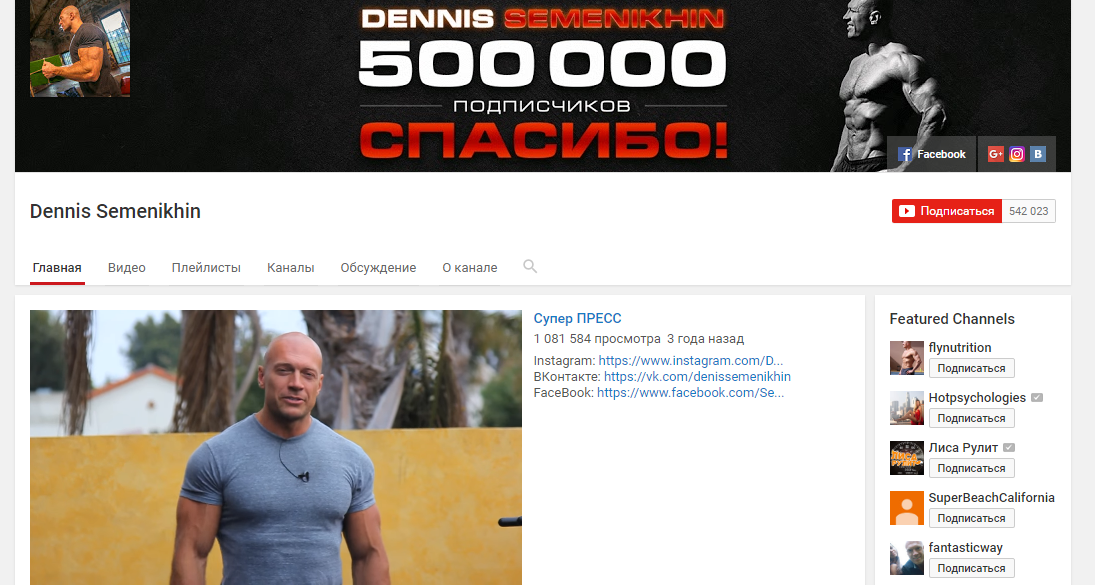 DENNIS SEMENIKHIN
500 000
ПОДПИСЧИКОВ
СПАСИБО!
Facebook
G+
B
Dennis Semenikhin
Подписаться 542 023
Главная Видео Плейлисты Каналы Обсуждение О канале
Супер ПРЕСС
1 081 584 просмотра 3 года назад
Instagram: https://www.instagram.com/D...
ВКонтакте: https://vk.com/denissemenikhin
FaceBook: https://www.facebook.com/Se...
Featured Channels
flynutrition
Подписаться
Hotpsychologies
Подписаться
Лиса Рулит
Подписаться
SuperBeachCalifornia
Подписаться
fantasticway
Подписаться